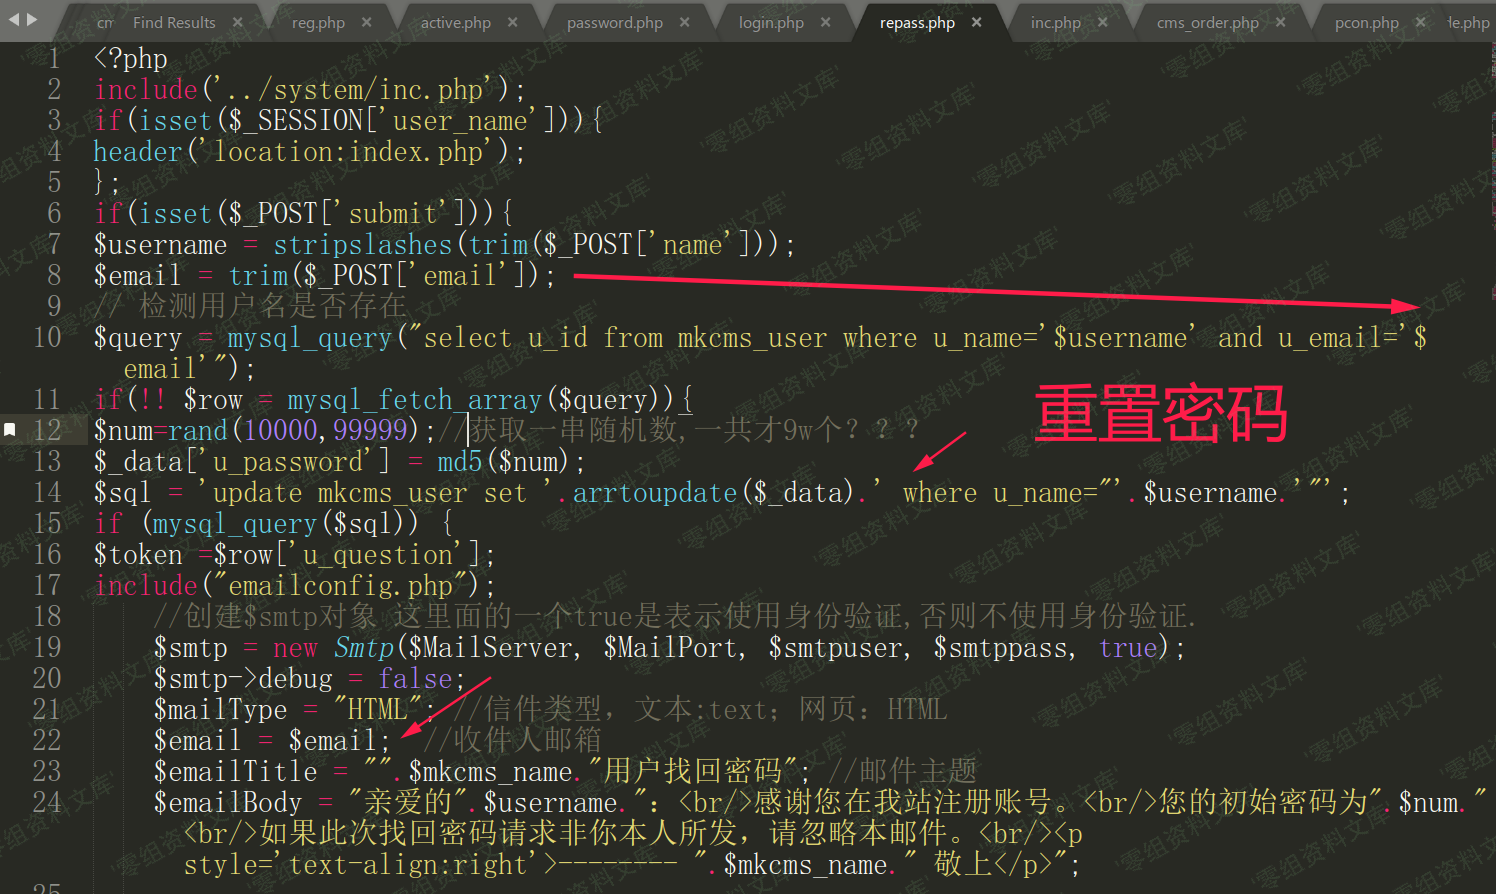 cm Find Results × reg.php × active.php × password.php × login.php × repass.php × inc.php × cms_order.php × pcon.php × de.php
1 <?php
2 include('../system/inc.php');
3 if(isset($_SESSION['user_name'])){
4 header('location:index.php');
5 };
6 if(isset($_POST['submit'])){
7 $username = stripslashes(trim($_POST['name']));
8 $email = trim($_POST['email']);
9 // 检测用户名是否存在
10 $query = mysql_query("select u_id from mkcms_user where u_name='$username' and u_email='$
email'");
11 if(!! $row = mysql_fetch_array($query)){
重置密码
12 $num=rand(10000,99999);//获取一串随机数,一共才9w个？？？
13 $_data['u_password'] = md5($num);
14 $sql = 'update mkcms_user set '.arrtoupdate($_data).' where u_name="'.$username.'"';
15 if (mysql_query($sql)) {
16 $token =$row['u_question'];
17 include("emailconfig.php");
18 //创建$smtp对象 这里面的一个true是表示使用身份验证,否则不使用身份验证.
19 $smtp = new Smtp($MailServer, $MailPort, $smtpuser, $smtppass, true);
20 $smtp->debug = false;
21 $mailType = "HTML"; //信件类型，文本:text；网页：HTML
22 $email = $email; //收件人邮箱
23 $emailTitle = "".$mkcms_name."用户找回密码"; //邮件主题
24 $emailBody = "亲爱的".$username."：<br/>感谢您在我站注册账号。<br/>您的初始密码为".$num."
<br/>如果此次找回密码请求非你本人所发，请忽略本邮件。<br/><p
style='text-align:right'>-------- ".$mkcms_name." 敬上</p>";
25
'零组资料文库'